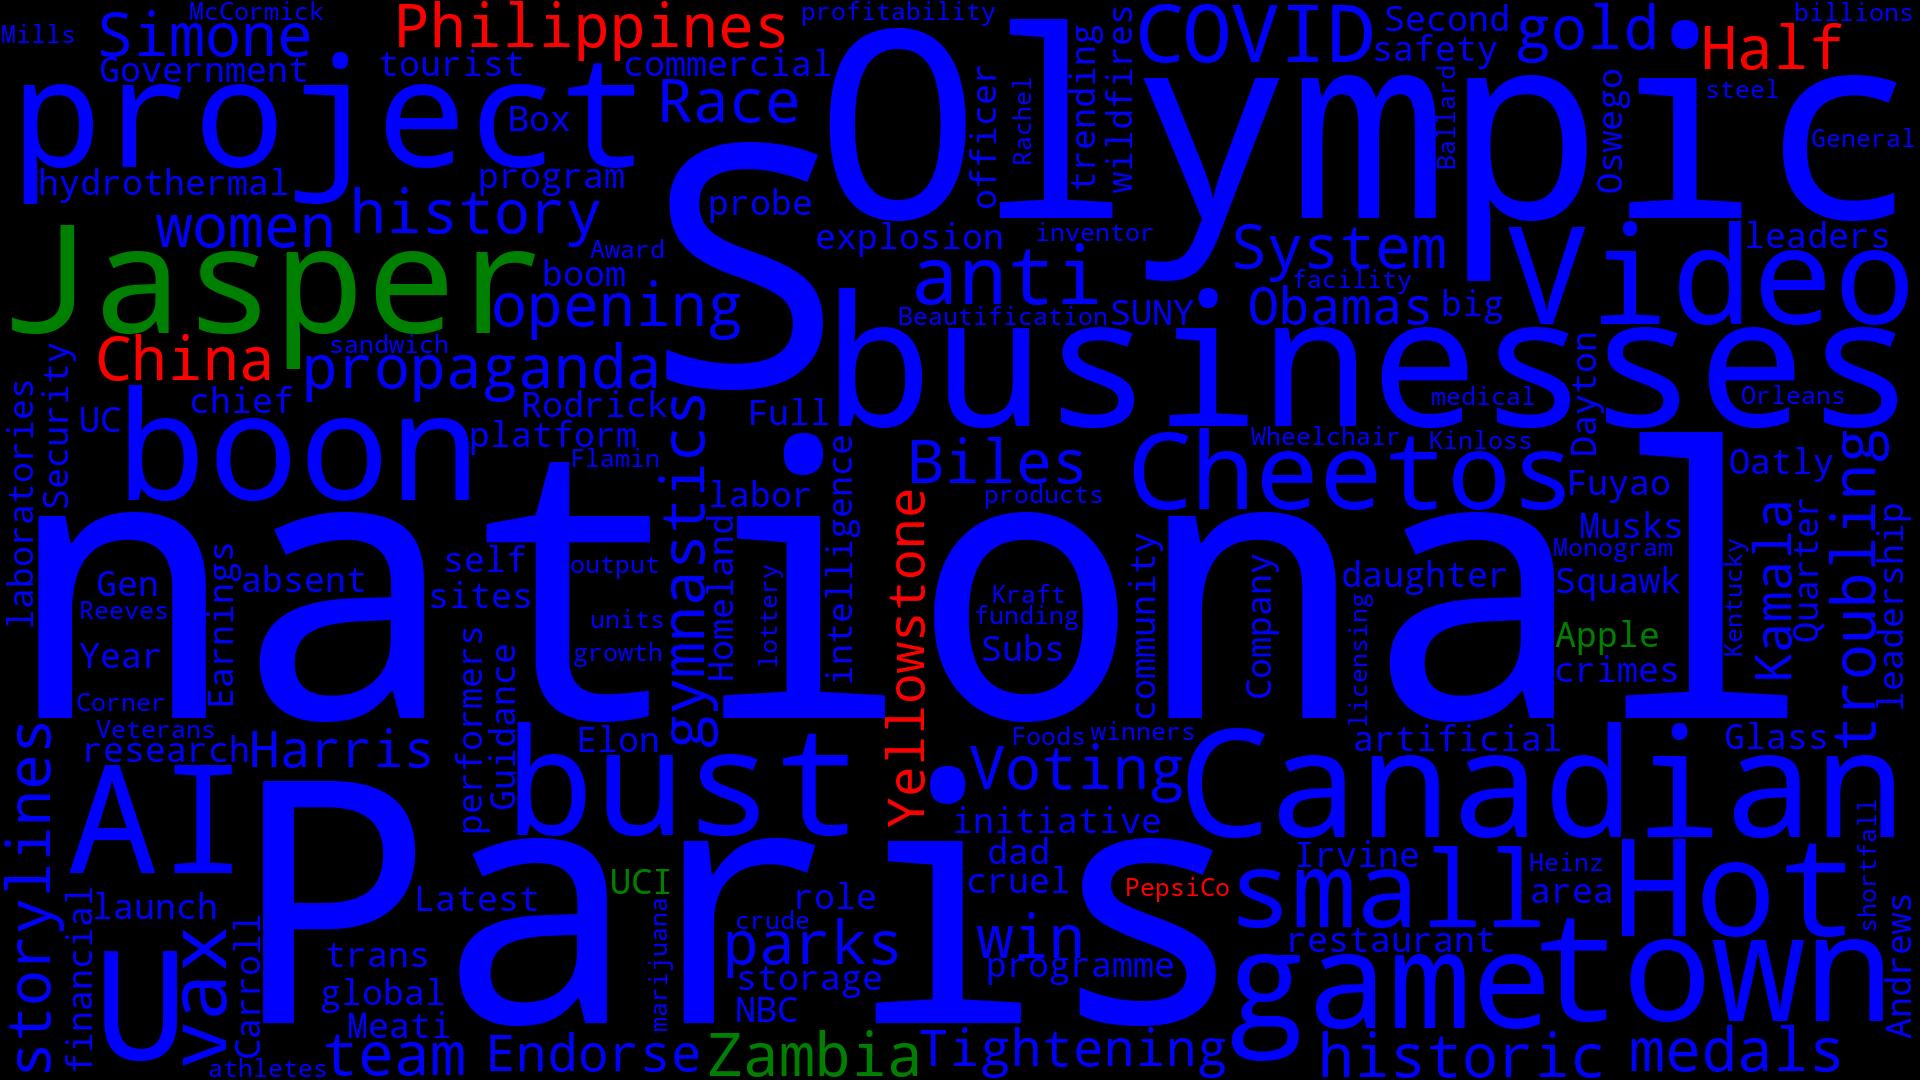 McCormick
Philippines
profitability
COVID
Second
gold
billions
Mills
Simone
Half
Government
tourist
commercial
safety
project
Box
Race
Olympic
officer
Rachel
trending
wildfires
Ballard
Oswego
steel
General
hydrothermal
program
probe
women
history
S
explosion
inventor
System
Video
leaders
Jasper
Award
boom
anti
facility
opening
Beautification
SUNY
Obamas
big
China
sandwich
propaganda
businesses
Dayton
laboratories
Security
UC
chief
Rodrick
Full
medical
Orleans
boon
platform
Flamin
gymnastics
labor
intelligence
Biles
products
Wheelchair
Kinloss
Cheetos
Oatly
Fuyao
troubling
national
Gen
Reeves
Year
Corner
Earnings
absent
self
sites
output
units
growth
Homeland
lottery
Yellowstone
Kraft
funding
Subs
community
Company
daughter
licensing
Musks
Monogram
Squawk
Apple
crimes
Kentucky
Kamala
Quarter
leadership
Veterans
research
Harris
performers
Guidance
Elon
Foods
winners
artificial
Glass
storylines
AI
bust
Voting
Canadian
initiative
Paris
UCI
dad
cruel
PepsiCo
Irvine
Heinz
area
small
Hot
shortfall
launch
Latest
role
crude
financial
U
vax
Carroll
trans
global
Meati
marijuana
parks
storage
NBC
win
programme
restaurant
game
town
Andrews
athletes
team
Endorse
Zambia
Tightening
historic
medals